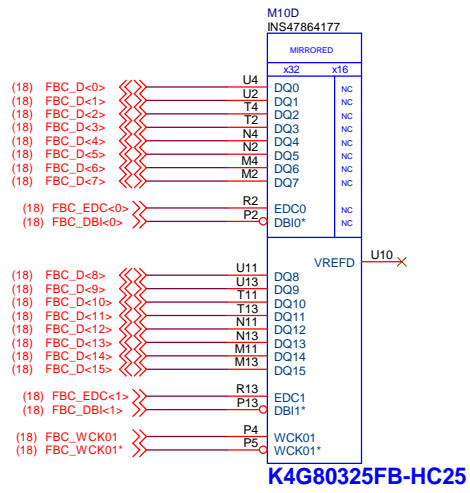 M10D
INS47864177
MIRRORED
x32 x16
(18) FBC_D<0> U4 DQ0 NC
(18) FBC_D<1> U2 DQ1 NC
(18) FBC_D<2> T4 DQ2 NC
(18) FBC_D<3> T2 DQ3 NC
(18) FBC_D<4> N4 DQ4 NC
(18) FBC_D<5> N2 DQ5 NC
(18) FBC_D<6> M4 DQ6 NC
(18) FBC_D<7> M2 DQ7 NC
(18) FBC_EDC<0> R2 EDC0 NC
(18) FBC_DBI<0> P2 DBI0* NC
VREFD U10
(18) FBC_D<8> U11 DQ8
(18) FBC_D<9> U13 DQ9
(18) FBC_D<10> T11 DQ10
(18) FBC_D<11> T13 DQ11
(18) FBC_D<12> N11 DQ12
(18) FBC_D<13> N13 DQ13
(18) FBC_D<14> M11 DQ14
(18) FBC_D<15> M13 DQ15
(18) FBC_EDC<1> R13 EDC1
(18) FBC_DBI<1> P13 DBI1*
(18) FBC_WCK01 P4 WCK01
(18) FBC_WCK01* P5 WCK01*
K4G80325FB-HC25